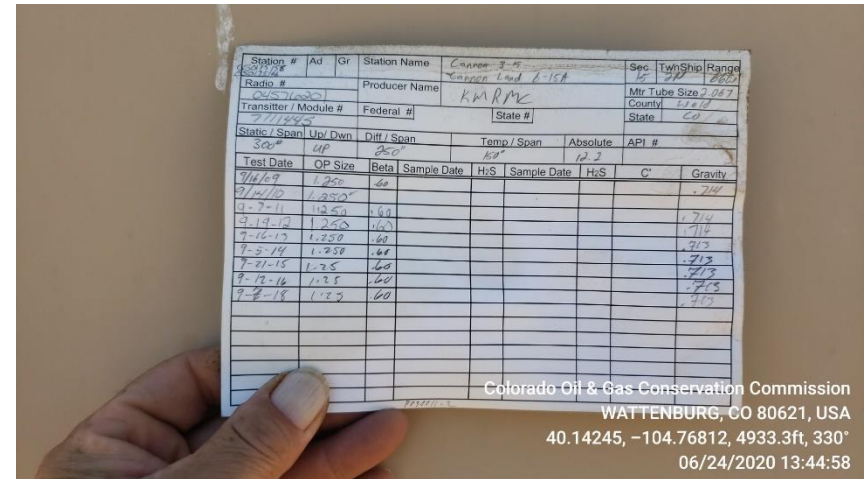 Station # Ad Gr Station Name Cannon 3-15 Sec TwnShip Range
Cannon Land 6-15A 15 2N 66W
Radio # Producer Name KMRMC Mtr Tube Size 2.067
County Weld
Transitter / Module # Federal # State # State CO
711445
Static / Span Up/ Dwn Diff / Span Temp / Span Absolute API #
300# UP 250" 150° 12.2
Test Date OP Size Beta Sample Date H2S Sample Date H2S C' Gravity
9/16/09 1.250 .60
9/14/10 1.250" .714
9-7-11 1.250 .60
9-19-12 1.250 .60 .714
9-16-13 1.250 .60 .714
9-5-14 1.250 .60 .713
9-21-15 1.25 .60 .713
9-12-16 1.25 .60 .713
1.25 .60 .713
Colorado Oil & Gas Conservation Commission
WATTENBURG, CO 80621, USA
40.14245, -104.76812, 4933.3ft, 330°
06/24/2020 13:44:58